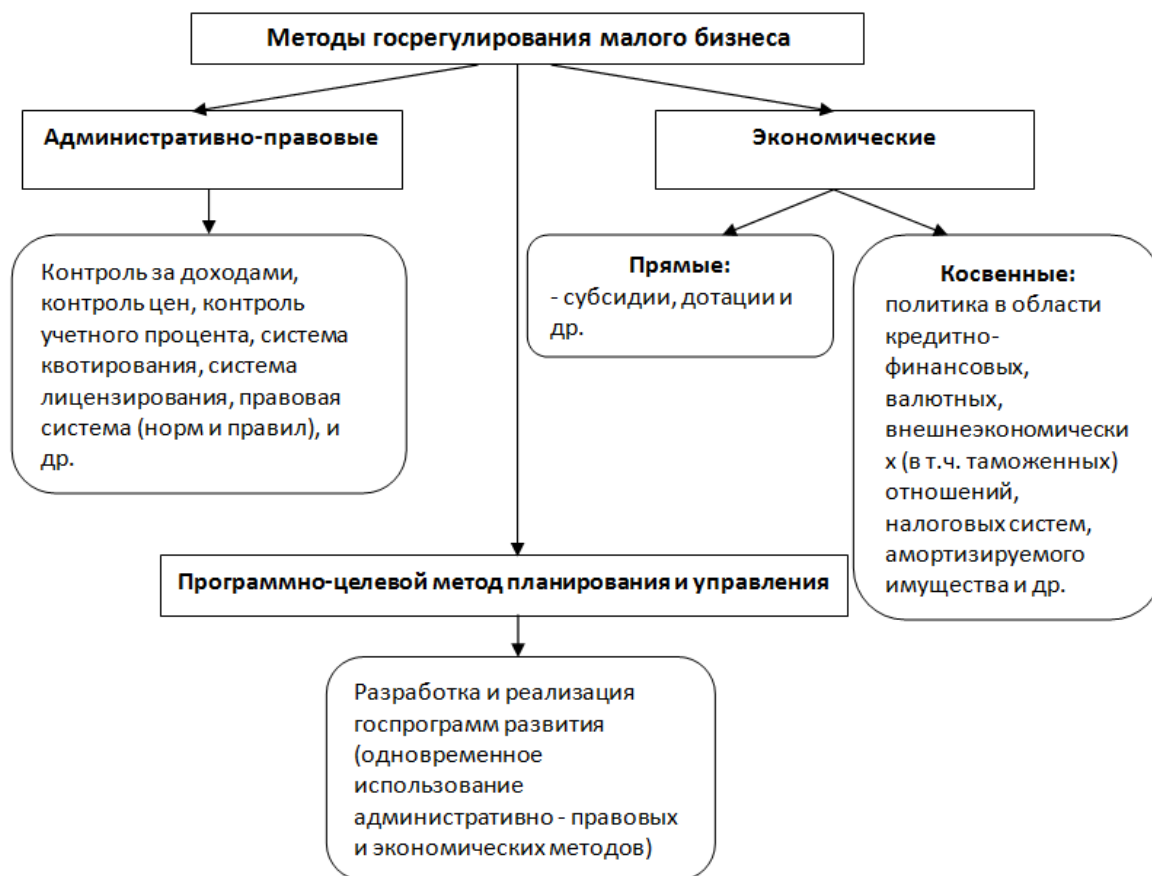 Методы госрегулирования малого бизнеса
Административно-правовые
Экономические
Контроль за доходами,
контроль цен, контроль
учетного процента, система
квотирования, система
лицензирования, правовая
система (норм и правил), и
др.
Прямые:
- субсидии, дотации и
др.
Косвенные:
политика в области
кредитно-
финансовых,
валютных,
внешнеэкономически
х (в т.ч. таможенных)
отношений,
налоговых систем,
амортизируемого
имущества и др.
Программно-целевой метод планирования и управления
Разработка и реализация
госпрограмм развития
(одновременное
использование
административно - правовых
и экономических методов)